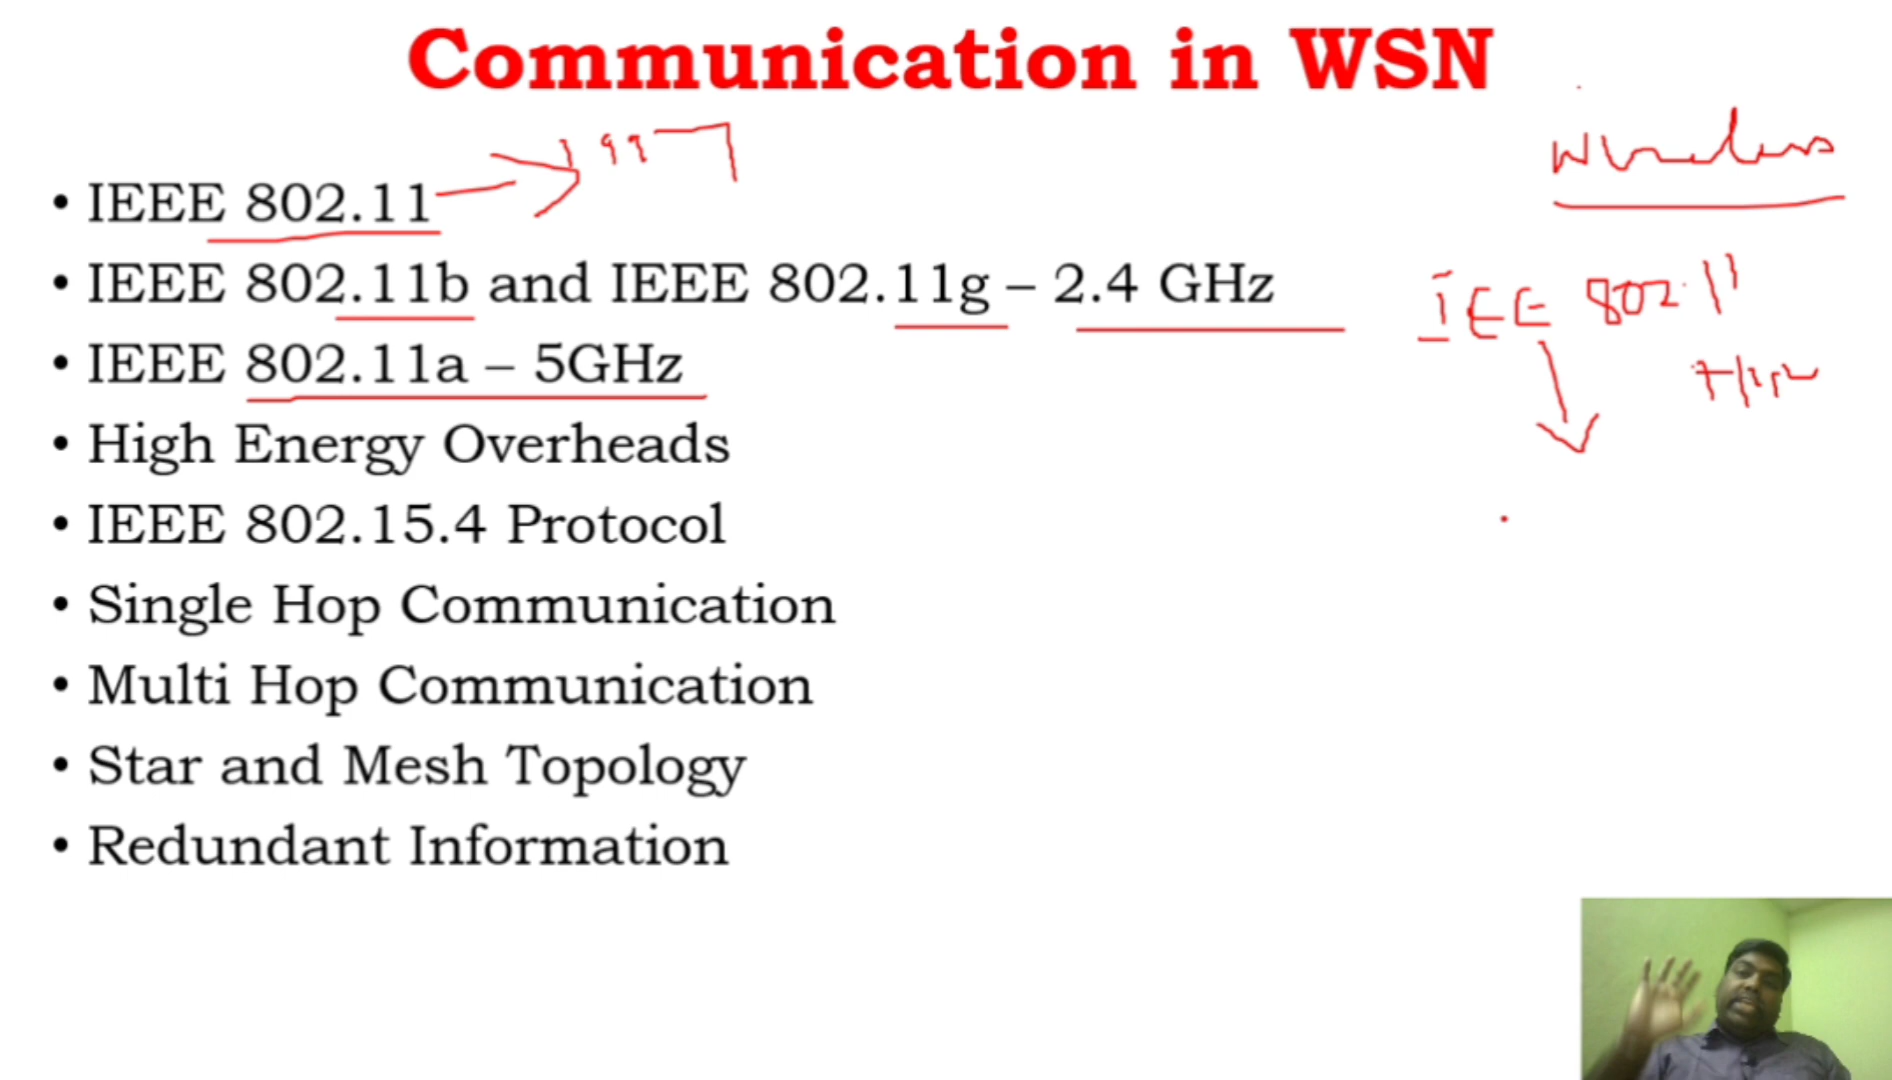 Communication in WSN
1997
Wireless
• IEEE 802.11
• IEEE 802.11b and IEEE 802.11g – 2.4 GHz
IEE 802.11
• IEEE 802.11a – 5GHz
• High Energy Overheads
• IEEE 802.15.4 Protocol
• Single Hop Communication
• Multi Hop Communication
• Star and Mesh Topology
• Redundant Information